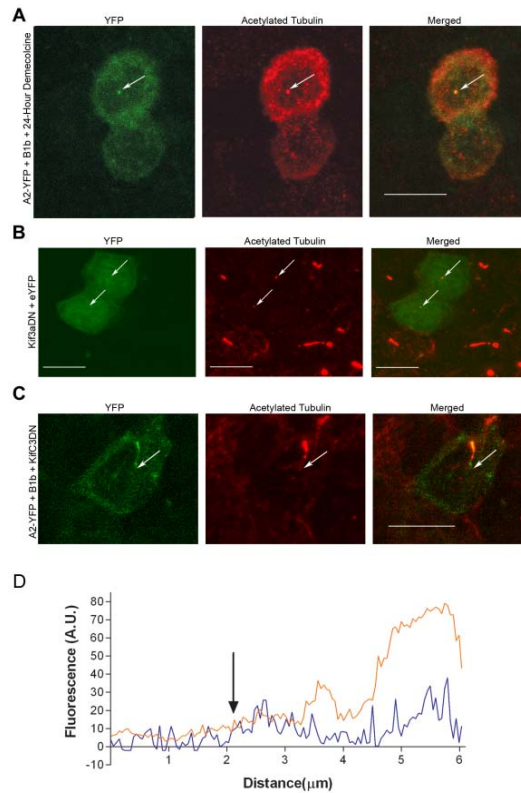 A
YFP
Acetylated Tubulin
Merged
A2-YFP + B1b + 24-Hour Demecolcine
B
YFP
Acetylated Tubulin
Merged
Kif3aDN + eYFP
C
YFP
Acetylated Tubulin
Merged
A2-YFP + B1b + KifC3DN
D
Fluorescence (A.U.)
80
70
60
50
40
30
20
10
0
-10
1 2 3 4 5 6
Distance(μm)